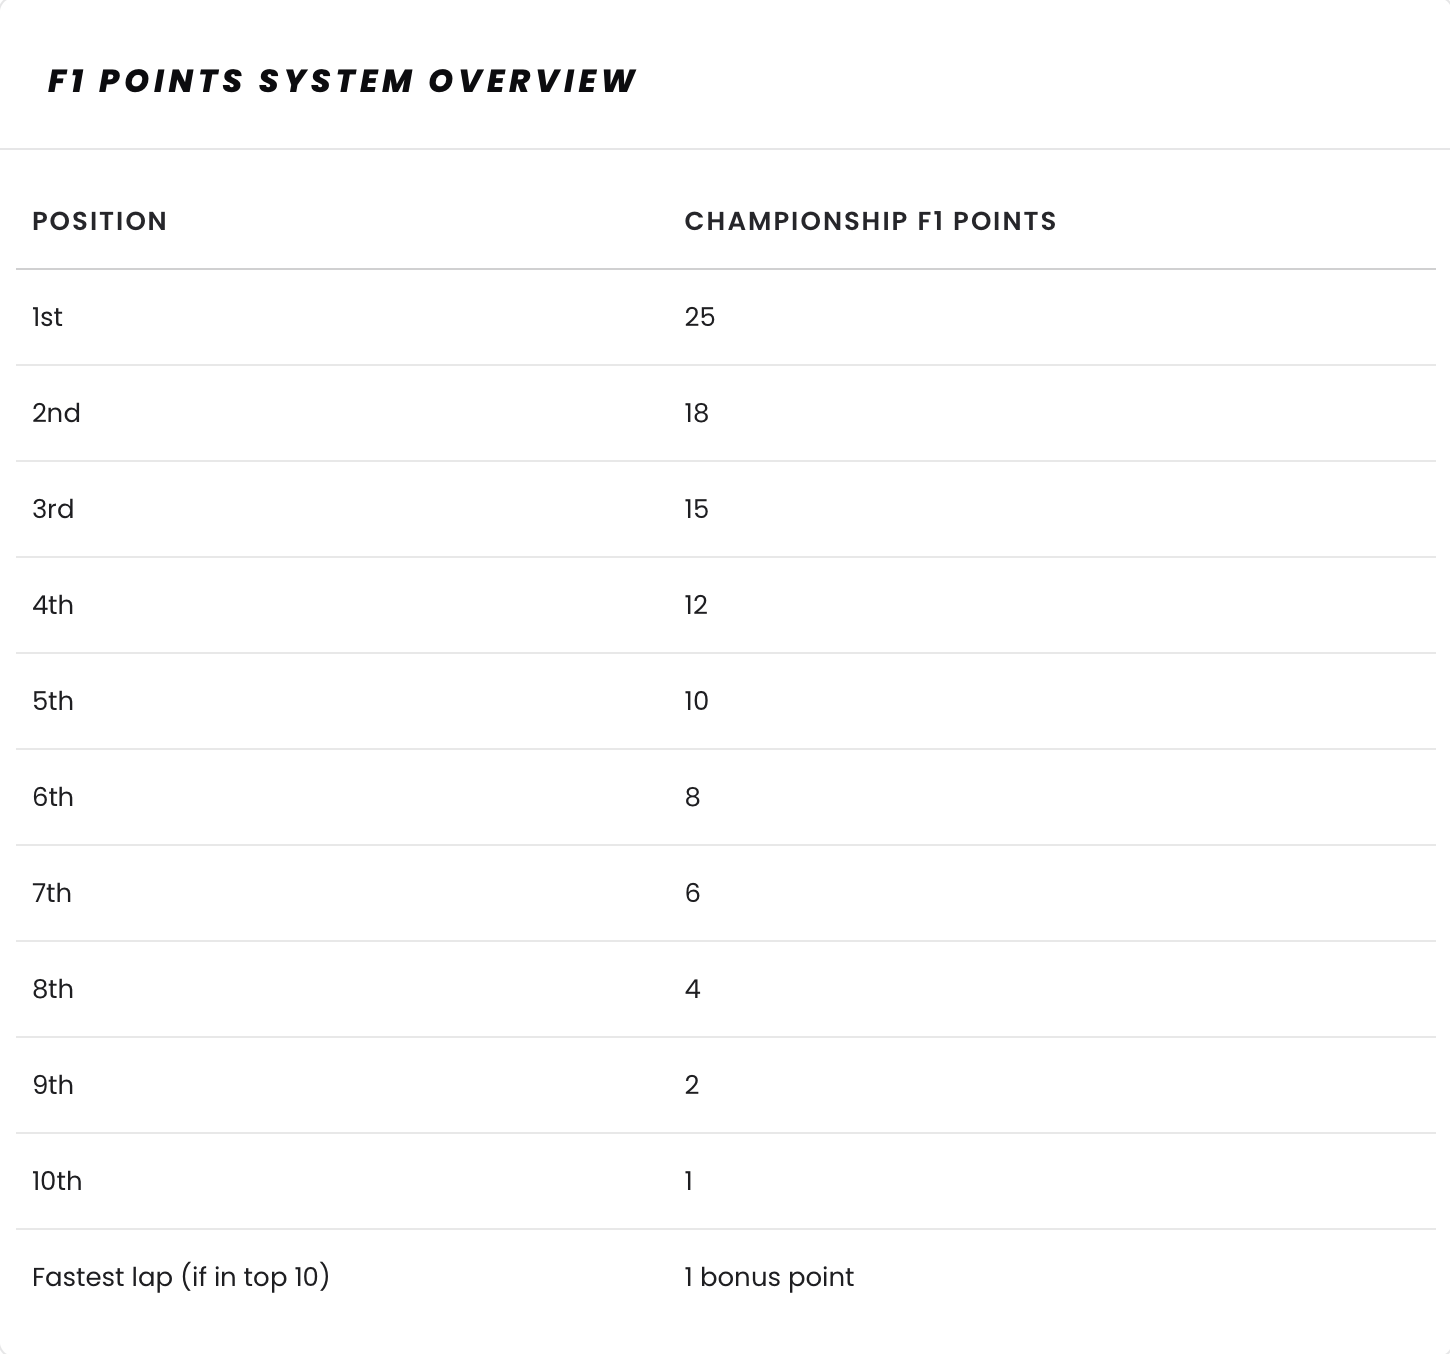 F1 POINTS SYSTEM OVERVIEW
POSITION CHAMPIONSHIP F1 POINTS
1st 25
2nd 18
3rd 15
4th 12
5th 10
6th 8
7th 6
8th 4
9th 2
10th 1
Fastest lap (if in top 10) 1 bonus point